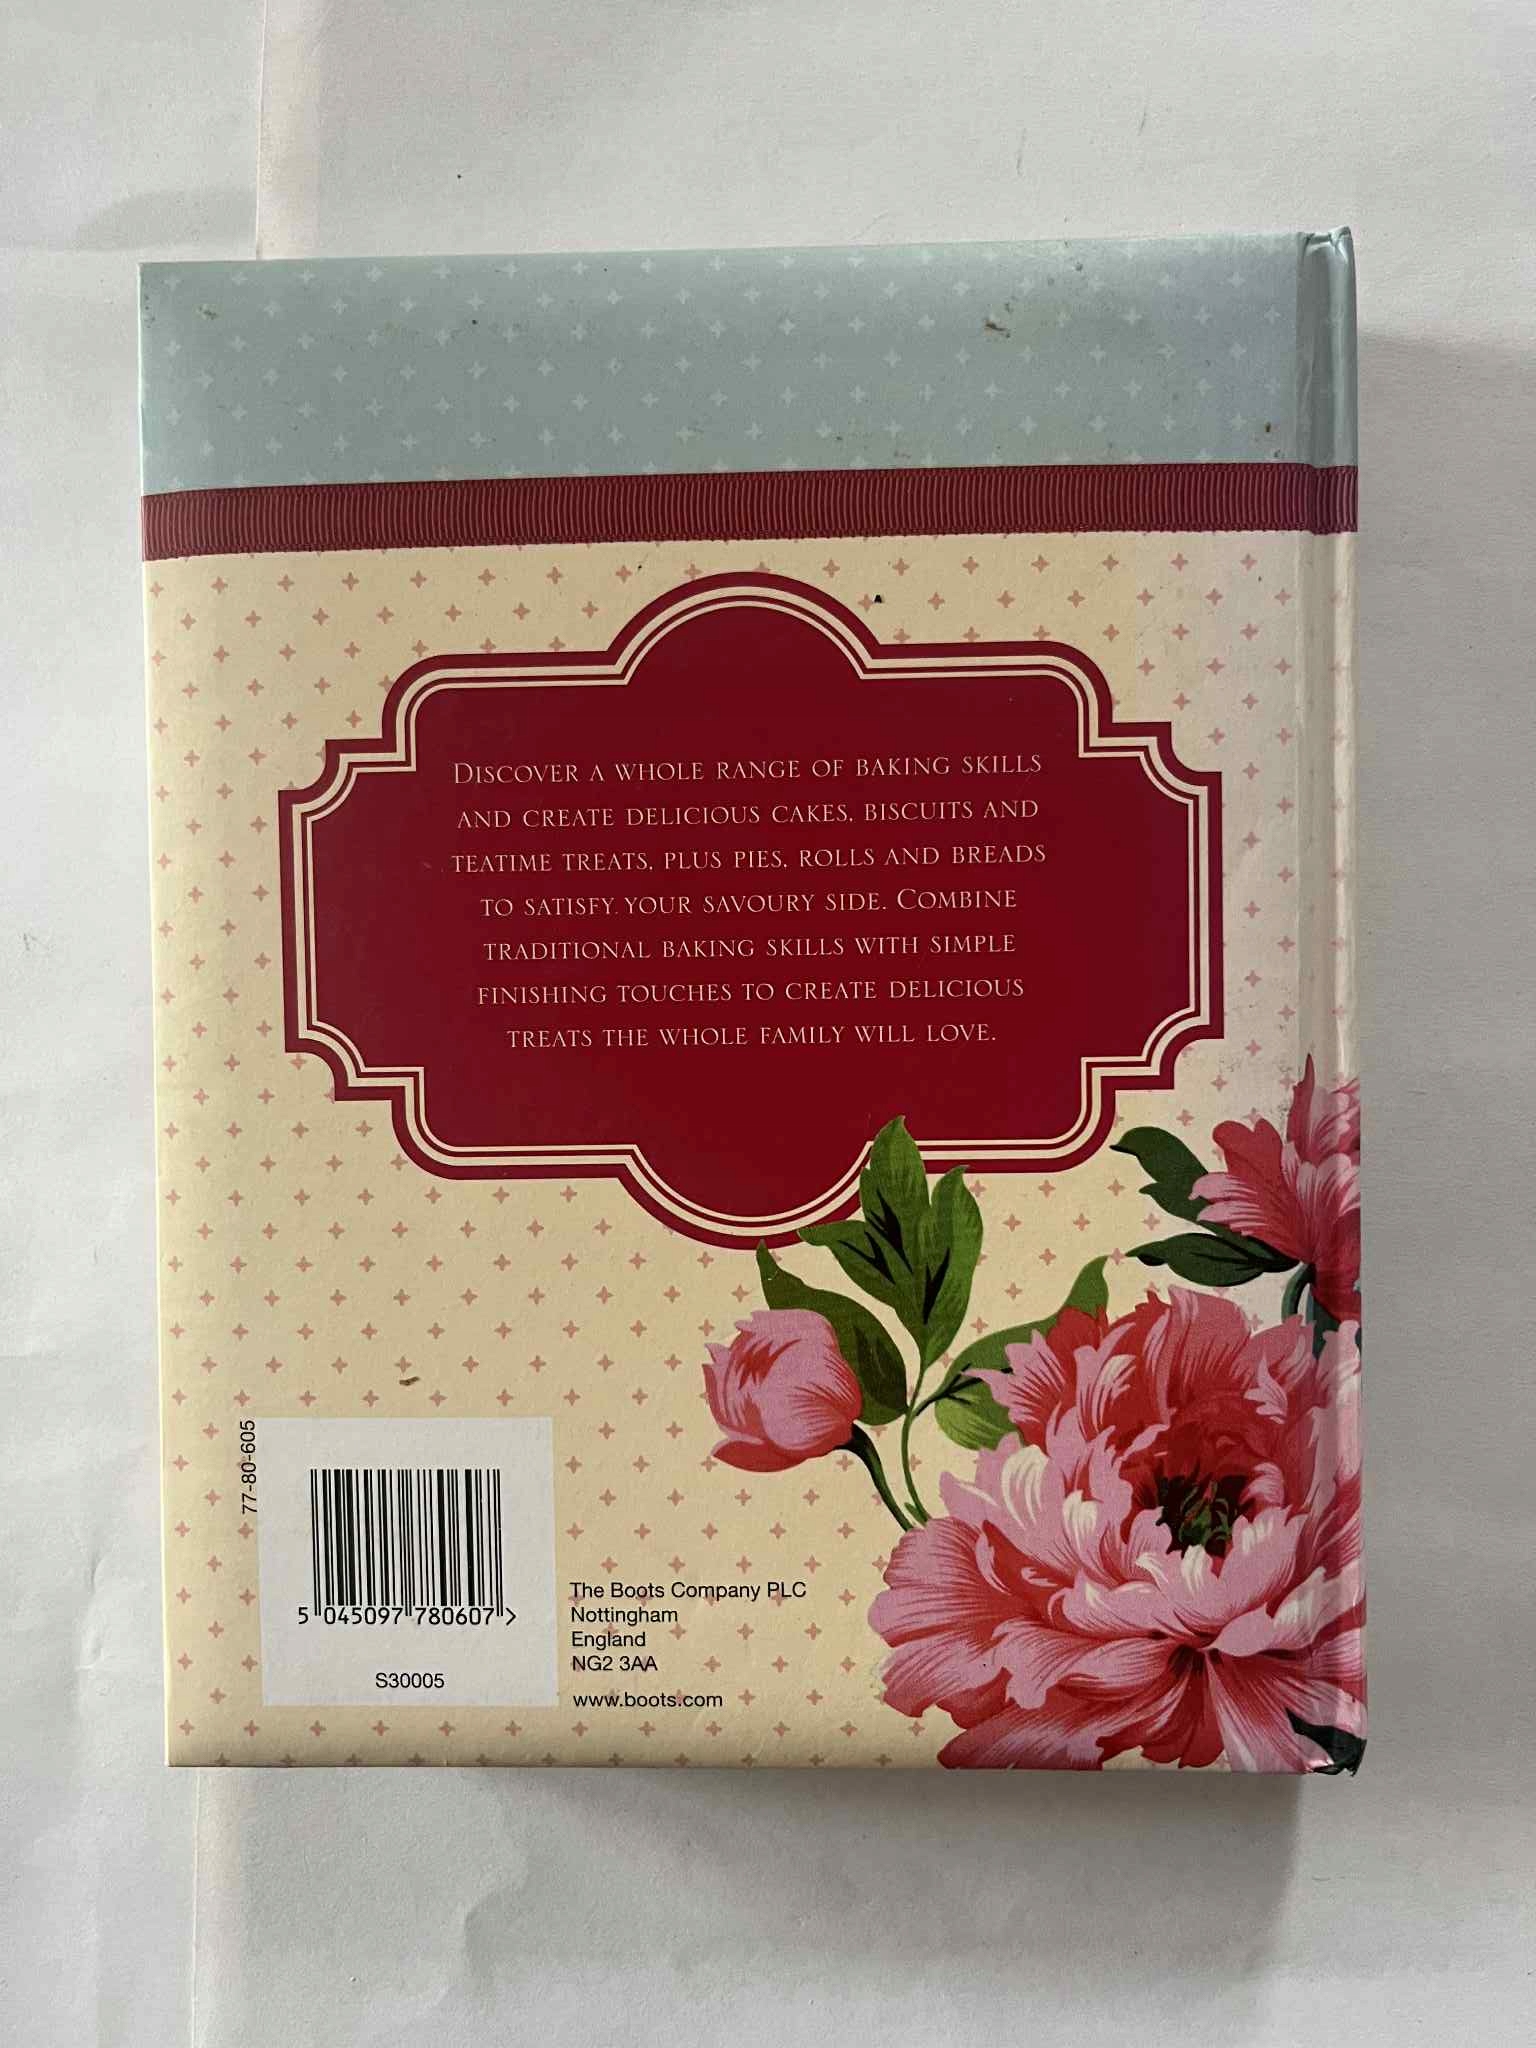 Discover a whole range of baking skills
and create delicious cakes, biscuits and
teatime treats, plus pies, rolls and breads
to satisfy your savoury side. Combine
traditional baking skills with simple
finishing touches to create delicious
treats the whole family will love.
77-80-605
5 045097 780607 >
S30005
The Boots Company PLC
Nottingham
England
NG2 3AA
www.boots.com